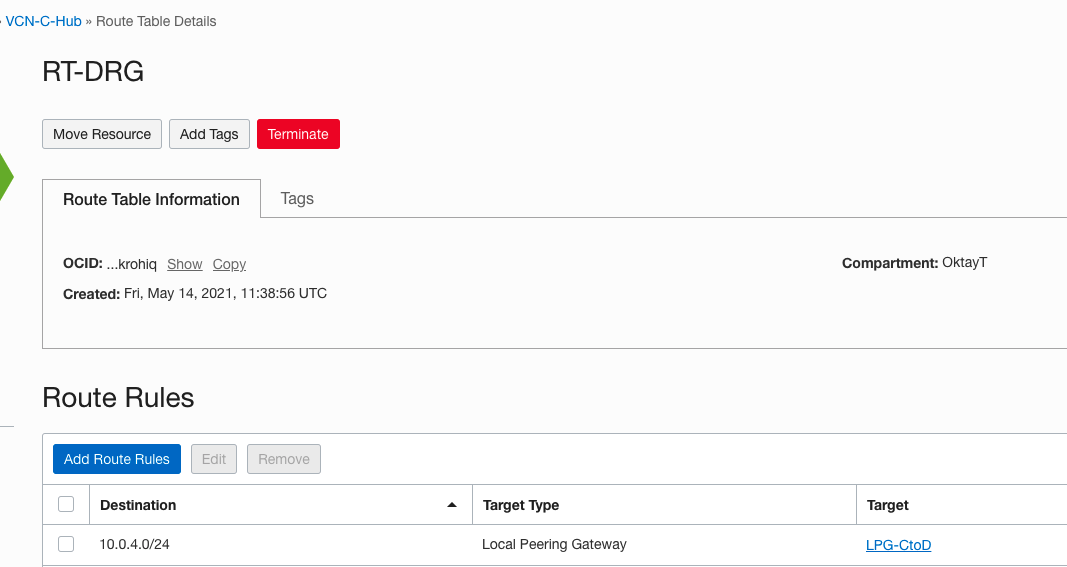 » VCN-C-Hub » Route Table Details
RT-DRG
Move Resource Add Tags Terminate
Route Table Information Tags
OCID: ...krohiq Show Copy Compartment: OktayT
Created: Fri, May 14, 2021, 11:38:56 UTC
Route Rules
Add Route Rules Edit Remove
Destination Target Type Target
10.0.4.0/24 Local Peering Gateway LPG-CtoD